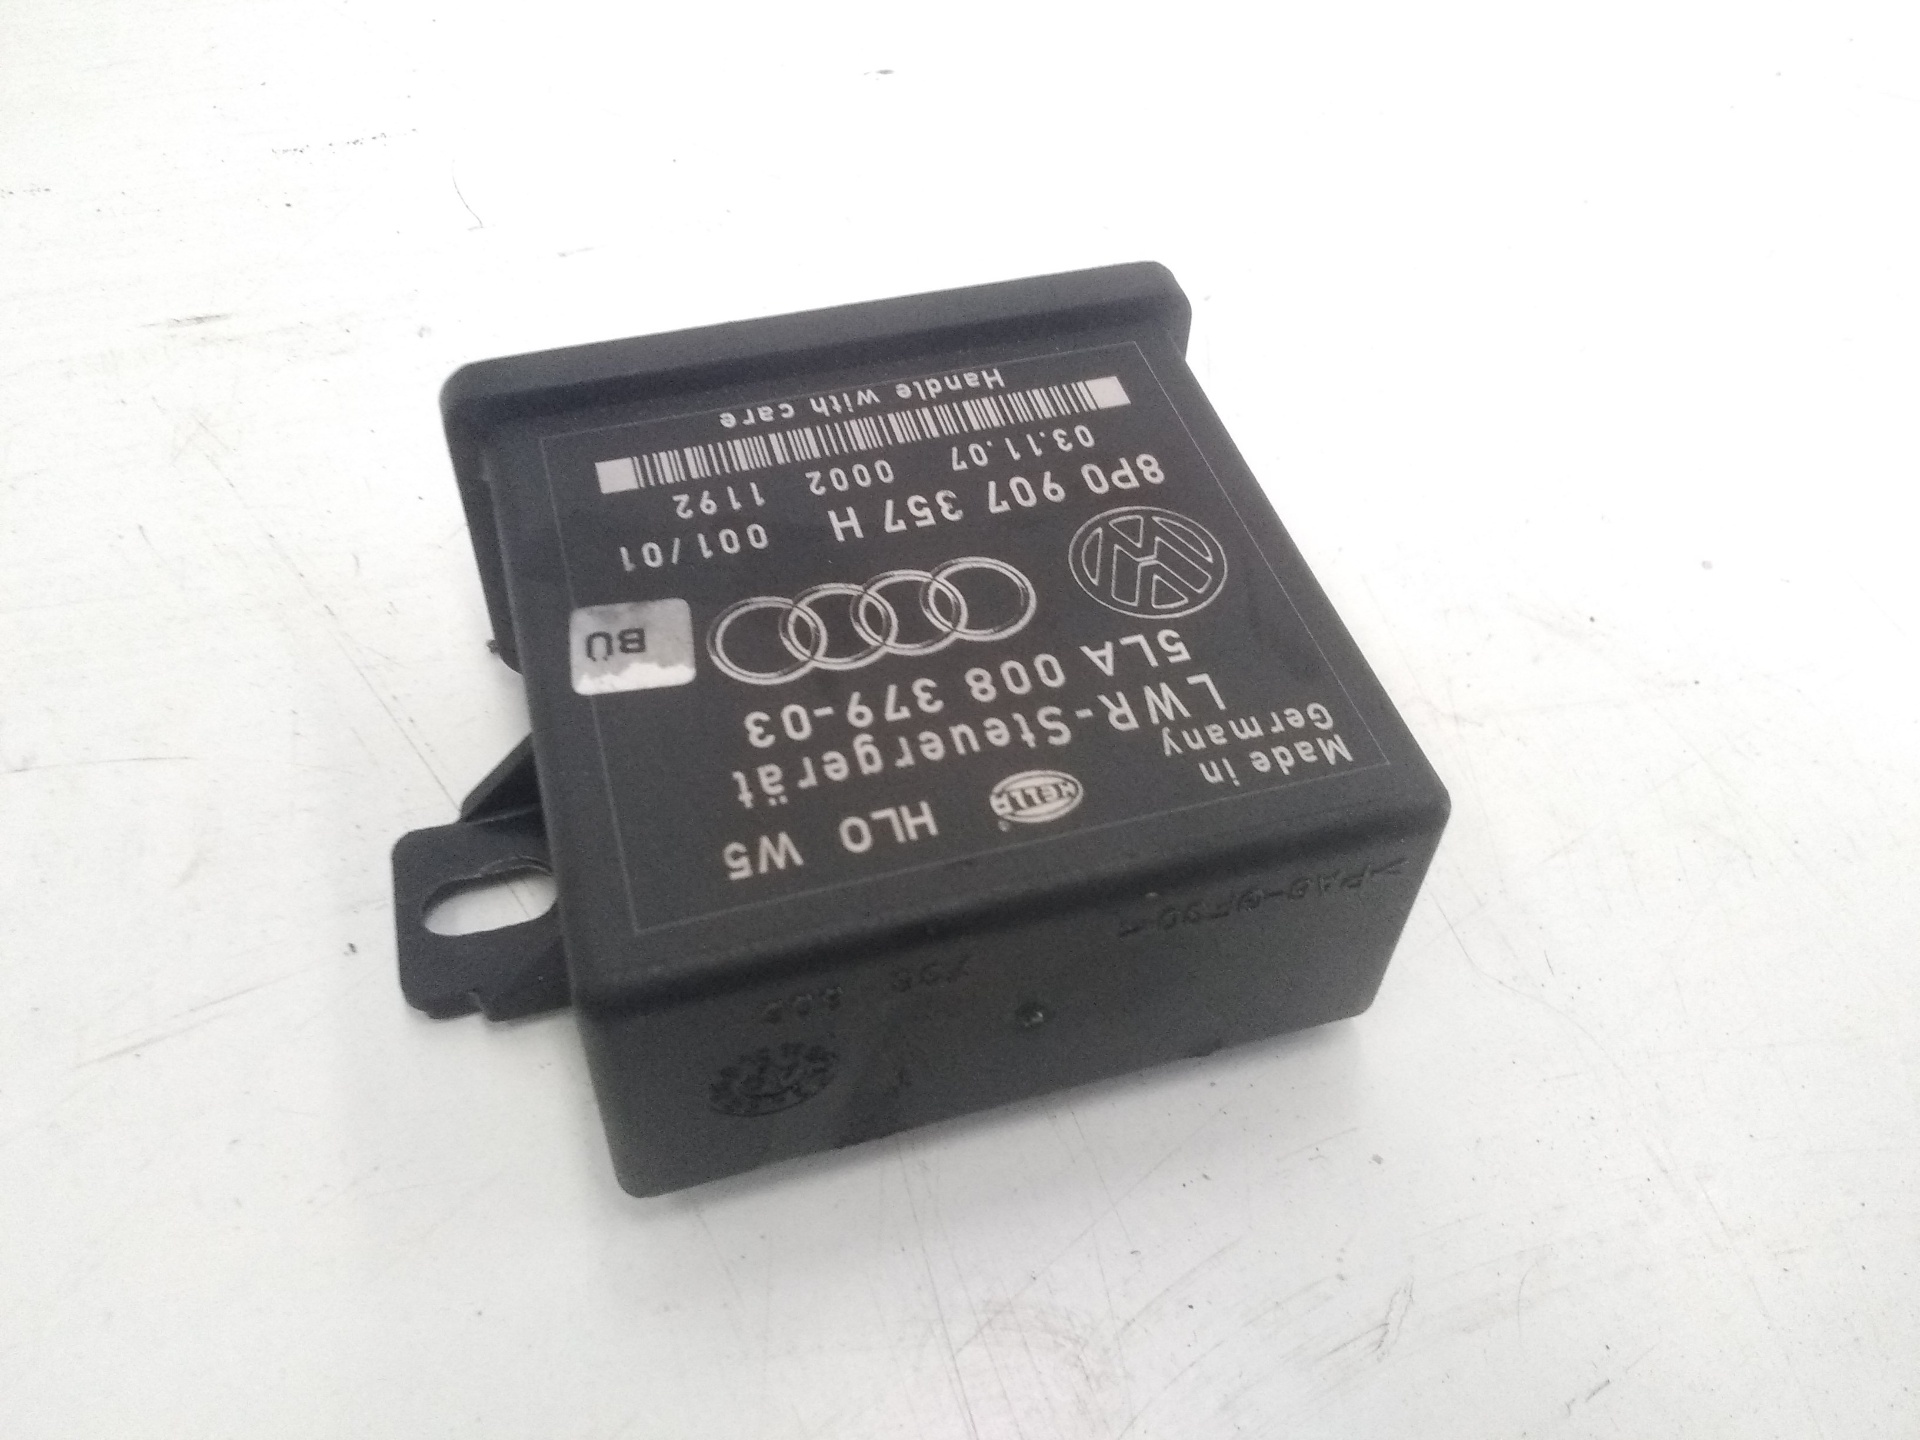 Made in
Germany
HELLA
HL0 W5
LWR-Steuergerät
5LA 008 379-03
BU
8P0 907 357 H
001/01
03.11.07 0002 1192
Handle with care